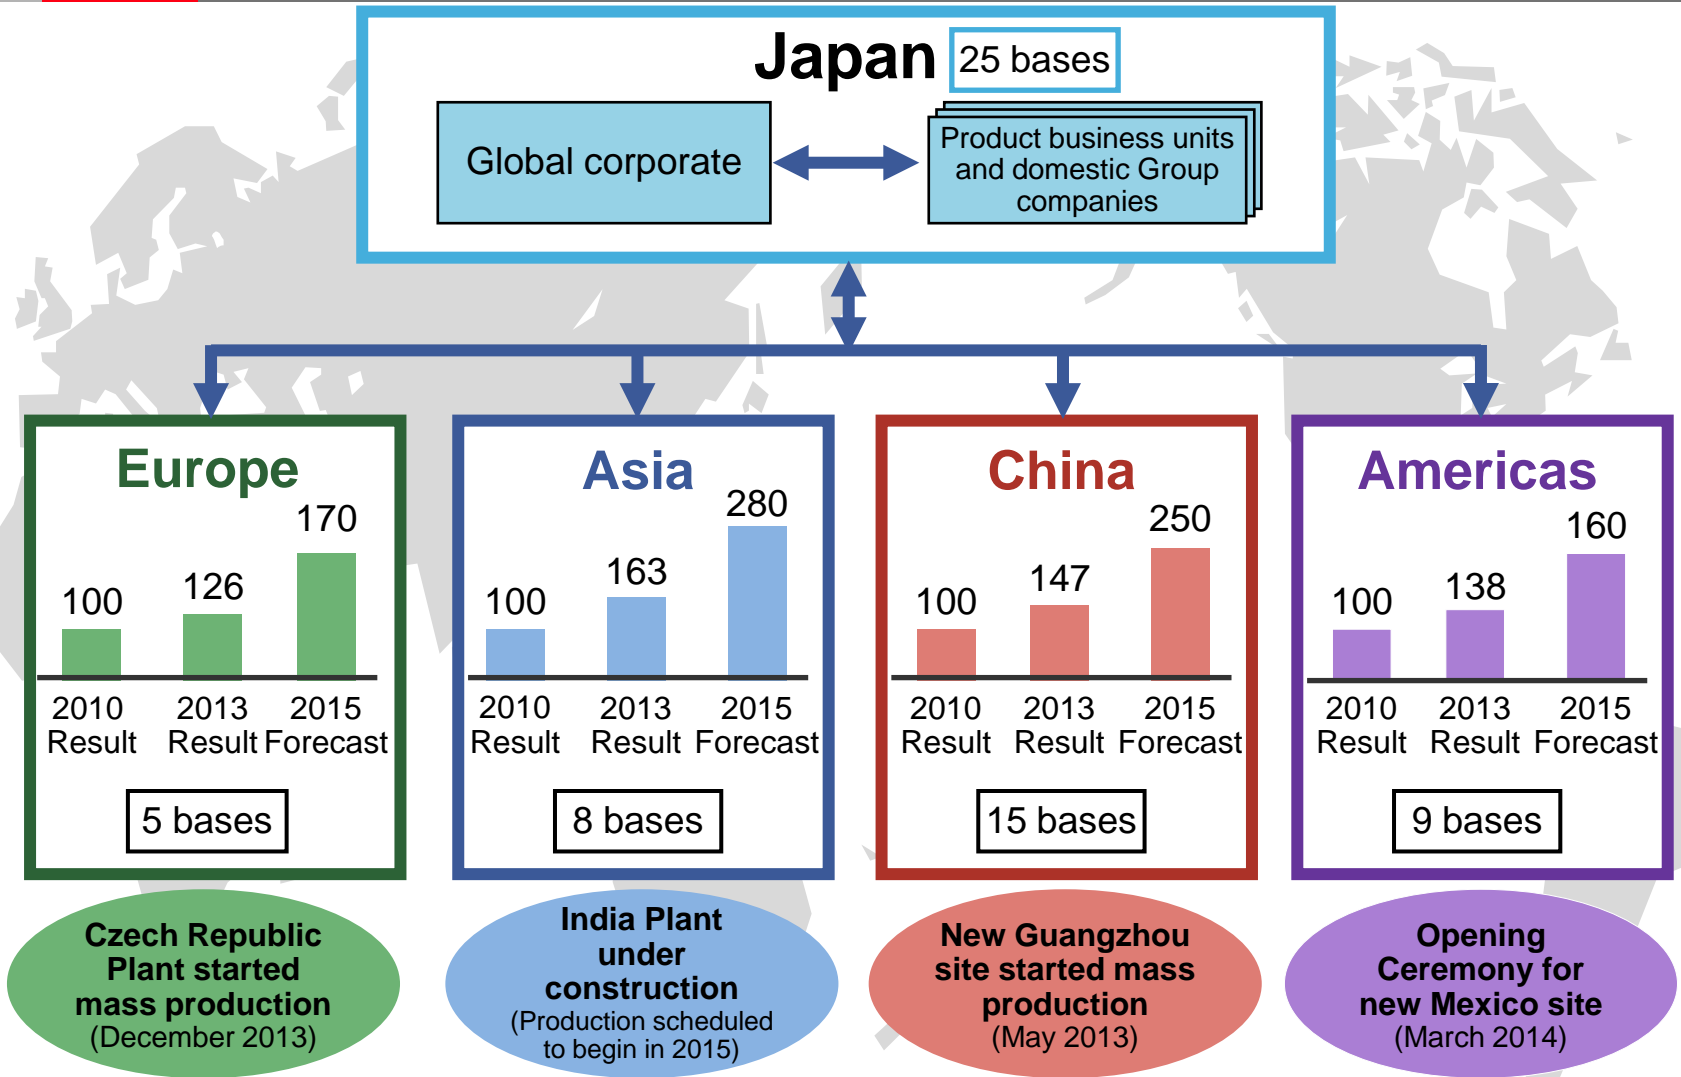 Japan
25 bases
Global corporate
Product business units
and domestic Group
companies
Europe
170
126
100
2010 2013 2015
Result Result Forecast
5 bases
Asia
280
163
100
2010 2013 2015
Result Result Forecast
8 bases
China
250
147
100
2010 2013 2015
Result Result Forecast
15 bases
Americas
160
138
100
2010 2013 2015
Result Result Forecast
9 bases
Czech Republic
Plant started
mass production
(December 2013)
India Plant
under
construction
(Production scheduled
to begin in 2015)
New Guangzhou
site started mass
production
(May 2013)
Opening
Ceremony for
new Mexico site
(March 2014)